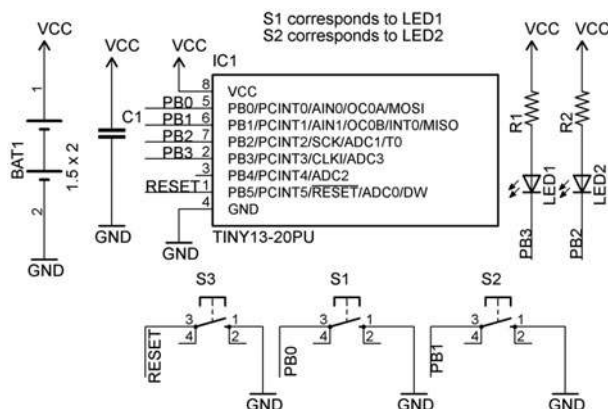 S1 corresponds to LED1
S2 corresponds to LED2
VCC
VCC
VCC
VCC
VCC
IC1
1
BAT1
1.5 x 2
2
GND
C1
GND
8
VCC
PB0
5
PB0/PCINT0/AIN0/OC0A/MOSI
PB1
6
PB1/PCINT1/AIN1/OC0B/INT0/MISO
PB2
7
PB2/PCINT2/SCK/ADC1/T0
PB3
2
PB3/PCINT3/CLKI/ADC3
3
PB4/PCINT4/ADC2
RESET
1
PB5/PCINT5/RESET/ADC0/DW
4
GND
GND
TINY13-20PU
R1
LED1
PB3
R2
LED2
PB2
S3
3
1
4
2
RESET
GND
S1
3
1
4
2
PB0
GND
S2
3
1
4
2
PB1
GND